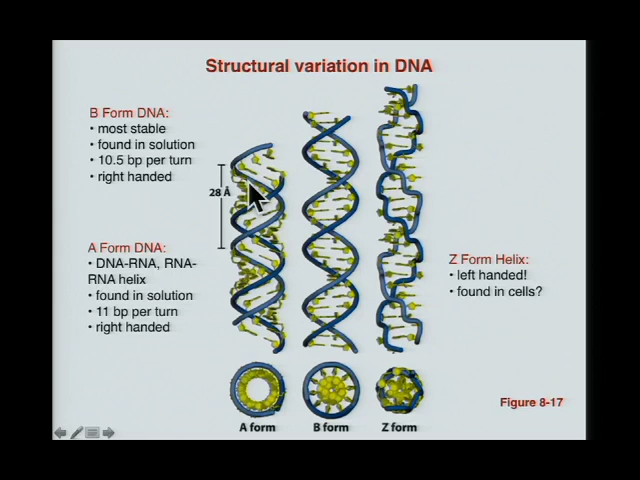 Structural variation in DNA
B Form DNA:
• most stable
• found in solution
• 10.5 bp per turn
• right handed
28 Å
A Form DNA:
• DNA-RNA, RNA-
RNA helix
• found in solution
• 11 bp per turn
• right handed
Z Form Helix:
• left handed!
• found in cells?
Figure 8-17
A form
B form
Z form